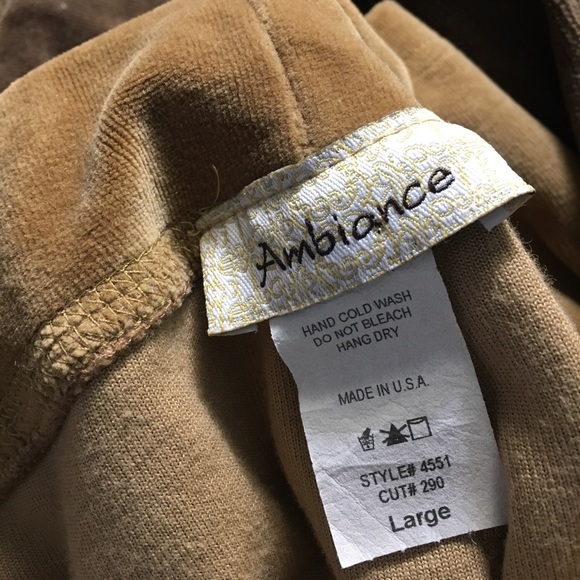 Ambiance
HAND COLD WASH
DO NOT BLEACH
HANG DRY
MADE IN U.S.A.
STYLE# 4551
CUT# 290
Large